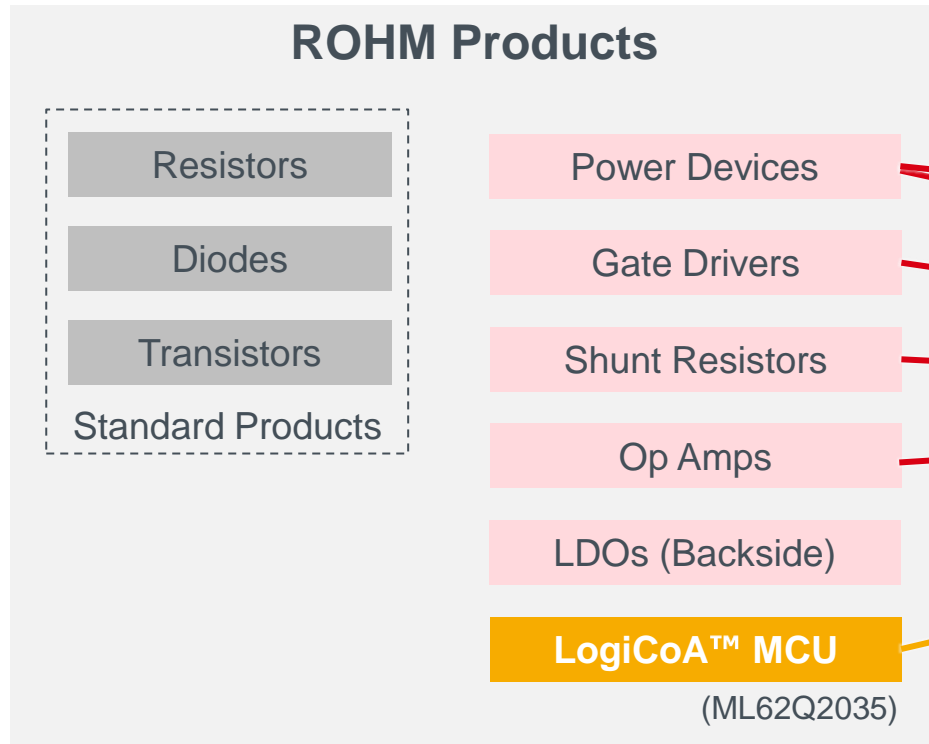 ROHM Products
Resistors
Diodes
Transistors
Standard Products
Power Devices
Gate Drivers
Shunt Resistors
Op Amps
LDOs (Backside)
LogiCoA™ MCU
(ML62Q2035)